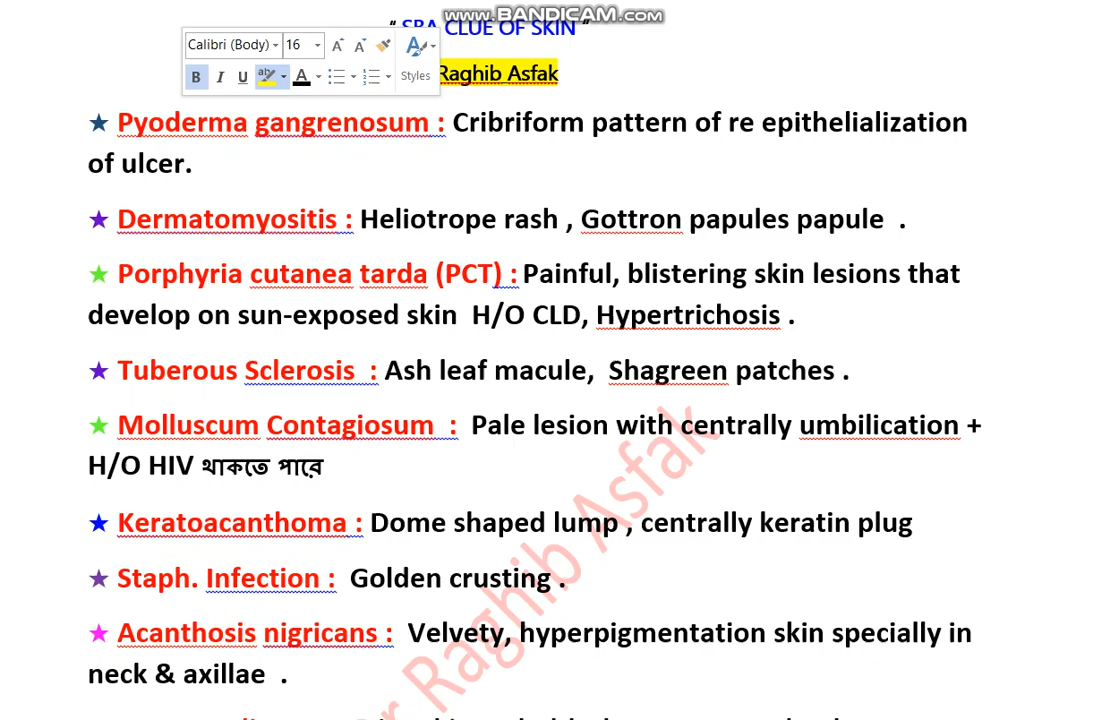 www.BANDICAM.com
“ SBA CLUE OF SKIN “
Calibri (Body) 16
B I U A Styles
Raghib Asfak
★ Pyoderma gangrenosum : Cribriform pattern of re epithelialization
of ulcer.
★ Dermatomyositis : Heliotrope rash , Gottron papules papule .
★ Porphyria cutanea tarda (PCT) : Painful, blistering skin lesions that
develop on sun-exposed skin H/O CLD, Hypertrichosis .
★ Tuberous Sclerosis : Ash leaf macule, Shagreen patches .
★ Molluscum Contagiosum : Pale lesion with centrally umbilication +
H/O HIV থাকতে পারে
★ Keratoacanthoma : Dome shaped lump , centrally keratin plug
★ Staph. Infection : Golden crusting .
★ Acanthosis nigricans : Velvety, hyperpigmentation skin specially in
neck & axillae .
r Raghib Asfak